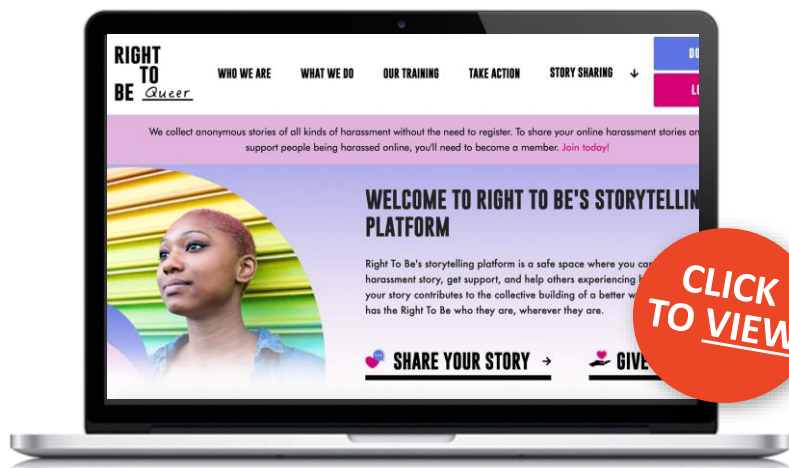 RIGHT
TO
BE Queer
WHO WE ARE
WHAT WE DO
OUR TRAINING
TAKE ACTION
STORY SHARING
We collect anonymous stories of all kinds of harassment without the need to register. To share your online harassment stories
support people being harassed online, you'll need to become a member. Join today!
WELCOME TO RIGHT TO BE'S
PLATFORM
Right To Be's storytelling platform is a safe space where you
harassment story, get support, and help others experiencing
your story contributes to the collective building of a better
has the Right To Be who they are, wherever they are.
SHARE YOUR STORY →
GIVE
CLICK
TO VIEW